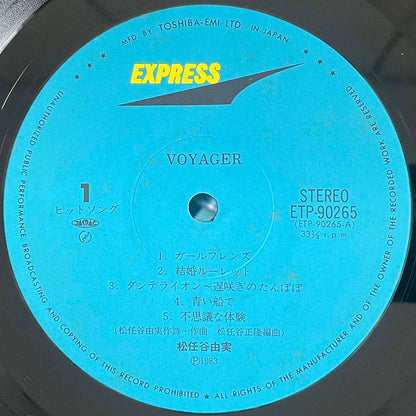 MFD. BY TOSHIBA-EMI LTD. IN JAPAN
EXPRESS
VOYAGER
1
ヒットソング
STEREO
ETP-90265
(ETP-90265-A)
33⅓ r.p.m.
1. ガールフレンズ
2. 結婚ルーレット
3. ダンデライオン〜遅咲きのたんぽぽ
4. 青い船で
5. 不思議な体験
(松任谷由実作詩・作曲 松任谷正隆編曲)
松任谷由実
Ⓟ1983
UNAUTHORIZED PUBLIC PERFORMANCE BROADCASTING AND COPYING OF THIS RECORD PROHIBITED ★ ALL RIGHTS OF THE MANUFACTURER AND OF THE OWNER OF THE RECORDED WORK ARE RESERVED